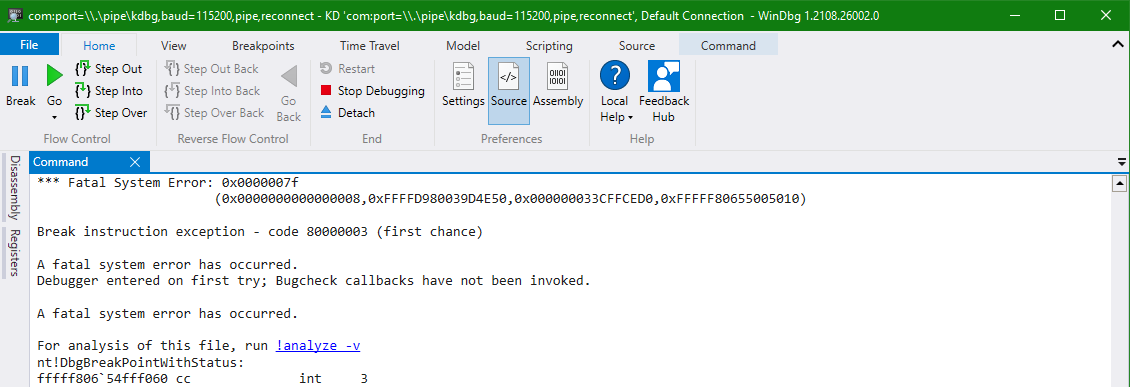 com:port=\\.\pipe\kdbg,baud=115200,pipe,reconnect - KD 'com:port=\\.\pipe\kdbg,baud=115200,pipe,reconnect', Default Connection - WinDbg 1.2108.26002.0
File Home View Breakpoints Time Travel Model Scripting Source Command
Break
Go
Step Out
Step Into
Step Over
Flow Control
Step Out Back
Step Into Back
Step Over Back
Go Back
Reverse Flow Control
Restart
Stop Debugging
Detach
End
Settings
Source
Assembly
Preferences
Local Help
Feedback Hub
Help
Disassembly
Registers
Command
*** Fatal System Error: 0x0000007f
(0x0000000000000008,0xFFFFD980039D4E50,0x000000033CFFCED0,0xFFFFF80655005010)
Break instruction exception - code 80000003 (first chance)
A fatal system error has occurred.
Debugger entered on first try; Bugcheck callbacks have not been invoked.
A fatal system error has occurred.
For analysis of this file, run !analyze -v
nt!DbgBreakPointWithStatus:
fffff806`54fff060 cc int 3